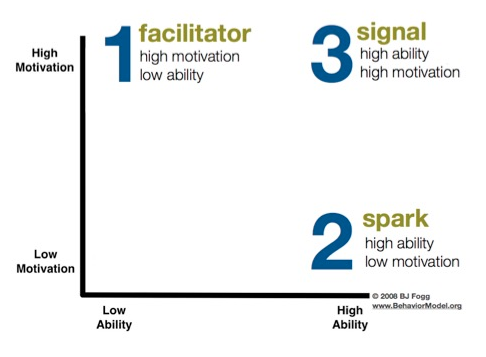 High
Motivation
1 facilitator
high motivation
low ability
3 signal
high ability
high motivation
2 spark
high ability
low motivation
Low
Motivation
© 2008 BJ Fogg
www.BehaviorModel.org
Low
Ability
High
Ability